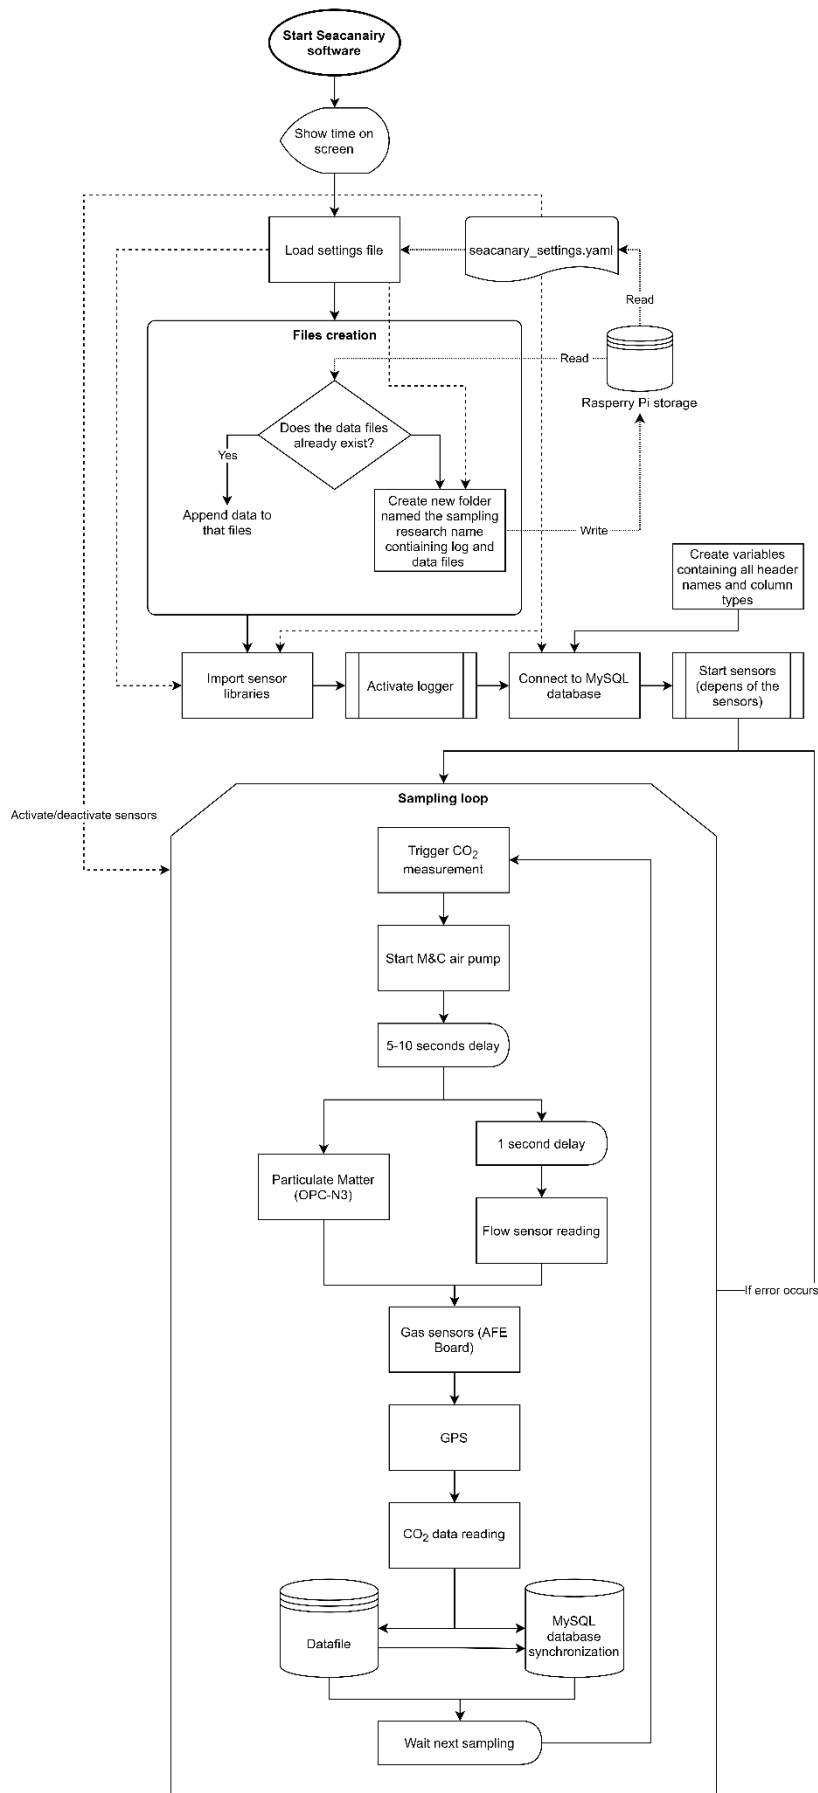 Start Seacanairy
software
Show time on
screen
Load settings file
seacanary_settings.yaml
Read
Files creation
Read
Rasperry Pi storage
Does the data files
already exist?
Yes
Append data to
that files
Create new folder
named the sampling
research name
contiaining log and
data files
Write
Create variables
containing all header
names and column
types
Import sensor
libraries
Activate logger
Connect to MySQL
database
Start sensors
(depens of the
sensors)
Activate/deactivate sensors
Sampling loop
Trigger CO2
measurement
Start M&C air pump
5-10 seconds delay
1 second delay
Particulate Matter
(OPC-N3)
Flow sensor reading
If error occurs
Gas sensors (AFE
Board)
GPS
CO2 data reading
Datafile
MySQL
database
synchronization
Wait next sampling